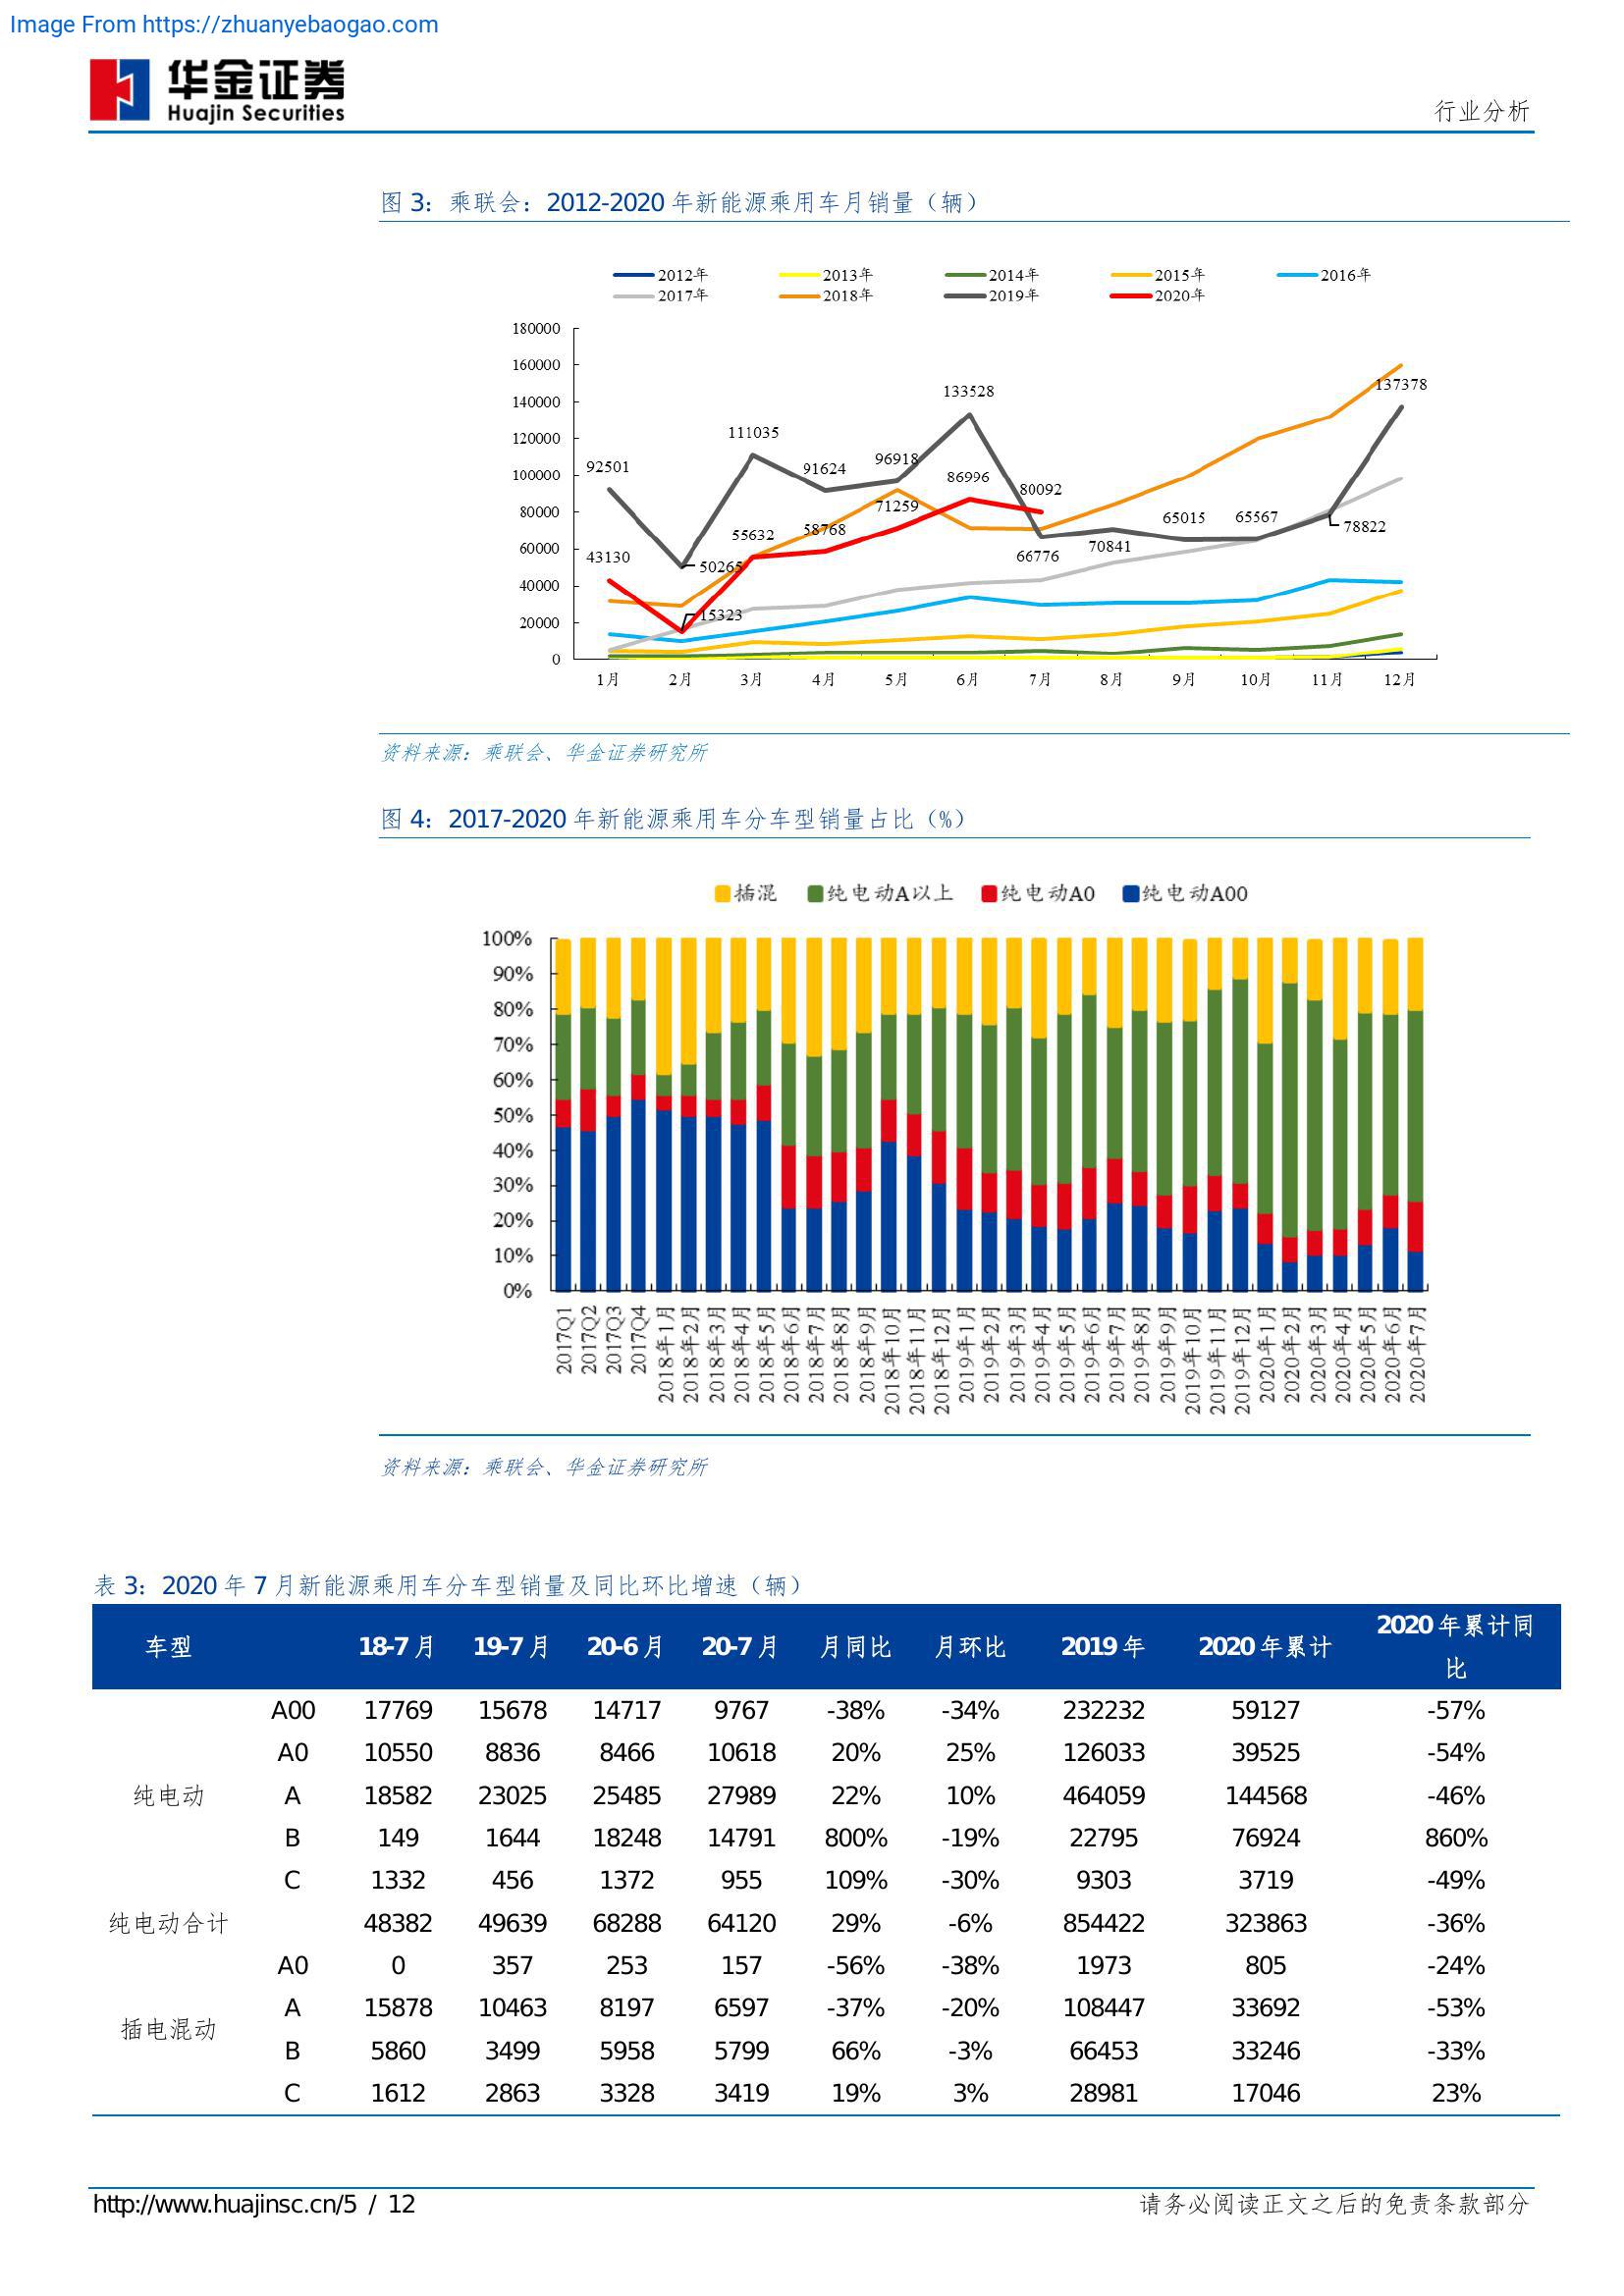 Image From https://zhuanyebaogao.com
华金证券
Huajin Securities
行业分析
图 3：乘联会：2012-2020 年新能源乘用车月销量（辆）
2012年 2013年 2014年 2015年 2016年
2017年 2018年 2019年 2020年
180000
160000
137378
140000
133528
120000
111035
100000
92501
91624
96918
86996
80092
80000
71259
78822
55632
58768
66776
70841
65015
65567
60000
43130
50265
40000
15323
20000
0
1月 2月 3月 4月 5月 6月 7月 8月 9月 10月 11月 12月
资料来源：乘联会、华金证券研究所
图 4：2017-2020 年新能源乘用车分车型销量占比（%）
插混 纯电动A以上 纯电动A0 纯电动A00
100%
90%
80%
70%
60%
50%
40%
30%
20%
10%
0%
2017Q1 2017Q2 2017Q3 2017Q4 2018年1月 2018年2月 2018年3月 2018年4月 2018年5月 2018年6月 2018年7月 2018年8月 2018年9月 2018年10月 2018年11月 2018年12月 2019年1月 2019年2月 2019年3月 2019年4月 2019年5月 2019年6月 2019年7月 2019年8月 2019年9月 2019年10月 2019年11月 2019年12月 2020年1月 2020年2月 2020年3月 2020年4月 2020年5月 2020年6月 2020年7月
资料来源：乘联会、华金证券研究所
表 3：2020 年 7 月新能源乘用车分车型销量及同比环比增速（辆）
车型 18-7 月 19-7 月 20-6 月 20-7 月 月同比 月环比 2019 年 2020 年累计 2020 年累计同比
A00 17769 15678 14717 9767 -38% -34% 232232 59127 -57%
A0 10550 8836 8466 10618 20% 25% 126033 39525 -54%
纯电动 A 18582 23025 25485 27989 22% 10% 464059 144568 -46%
B 149 1644 18248 14791 800% -19% 22795 76924 860%
C 1332 456 1372 955 109% -30% 9303 3719 -49%
纯电动合计 48382 49639 68288 64120 29% -6% 854422 323863 -36%
A0 0 357 253 157 -56% -38% 1973 805 -24%
插电混动 A 15878 10463 8197 6597 -37% -20% 108447 33692 -53%
B 5860 3499 5958 5799 66% -3% 66453 33246 -33%
C 1612 2863 3328 3419 19% 3% 28981 17046 23%
http://www.huajinsc.cn/5 / 12
请务必阅读正文之后的免责条款部分